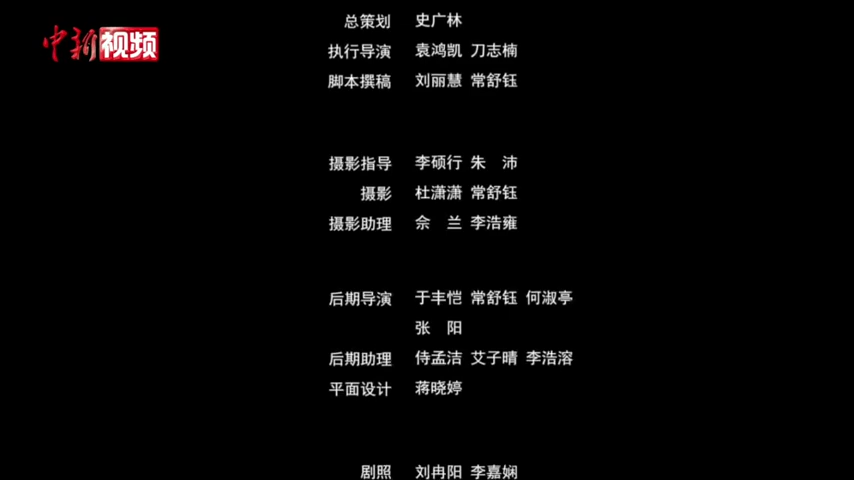 中新视频
总策划 史广林
执行导演 袁鸿凯 刀志楠
脚本撰稿 刘丽慧 常舒钰
摄影指导 李硕行 朱 沛
摄影 杜潇潇 常舒钰
摄影助理 佘 兰 李浩雍
后期导演 于丰恺 常舒钰 何淑亭
张 阳
后期助理 侍孟洁 艾子晴 李浩溶
平面设计 蒋晓婷
剧照 刘冉阳 李嘉娴